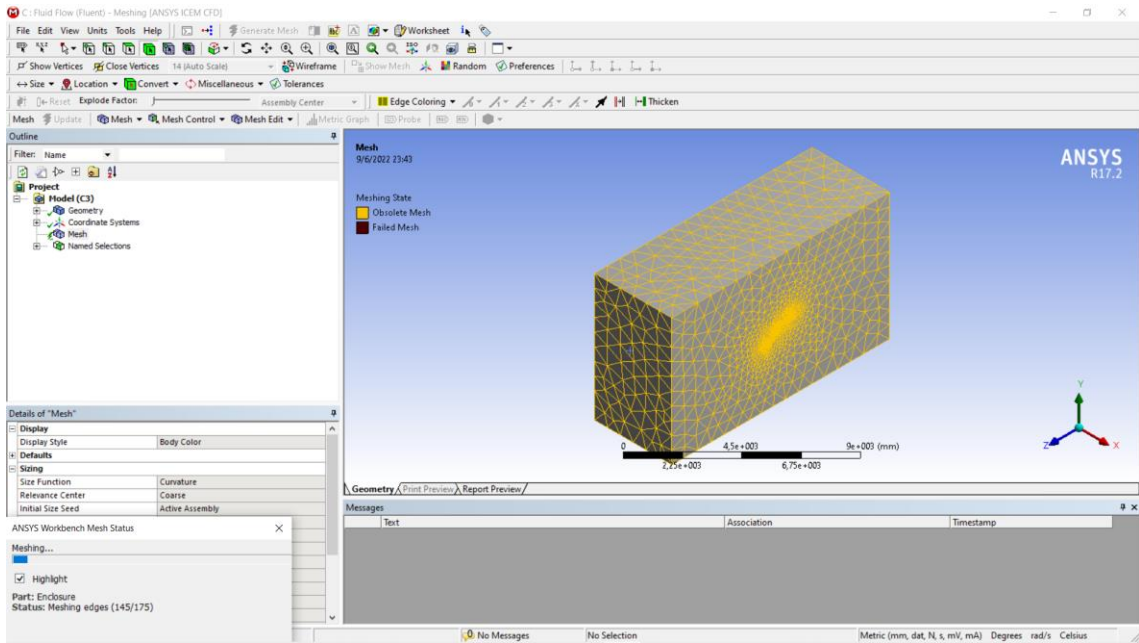 C : Fluid Flow (Fluent) - Meshing [ANSYS ICEM CFD]
File Edit View Units Tools Help Generate Mesh Worksheet
Show Vertices Close Vertices 14 (Auto Scale) Wireframe Show Mesh Random Preferences
Size Location Convert Miscellaneous Tolerances
Reset Explode Factor: Assembly Center Edge Coloring Thicken
Mesh Update Mesh Mesh Control Mesh Edit Metric Graph Probe
Outline
Filter: Name
Project
Model (C3)
Geometry
Coordinate Systems
Mesh
Named Selections
Details of "Mesh"
Display
Display Style Body Color
Defaults
Sizing
Size Function Curvature
Relevance Center Coarse
Initial Size Seed Active Assembly
ANSYS Workbench Mesh Status
Meshing...
Highlight
Part: Enclosure
Status: Meshing edges (145/175)
Mesh
9/6/2022 23:43
Meshing State
Obsolete Mesh
Failed Mesh
ANSYS
R17.2
Y
Z X
0 4,5e+003 9e+003 (mm)
2,25e+003 6,75e+003
Geometry Print Preview Report Preview
Messages
Text Association Timestamp
No Messages No Selection Metric (mm, dat, N, s, mV, mA) Degrees rad/s Celsius